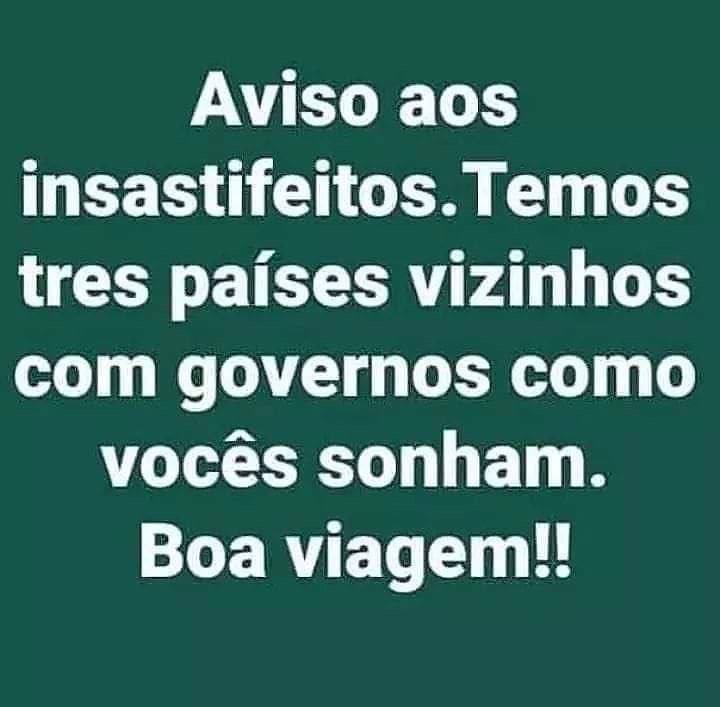 Aviso aos
insastifeitos.Temos
tres países vizinhos
com governos como
vocês sonham.
Boa viagem!!